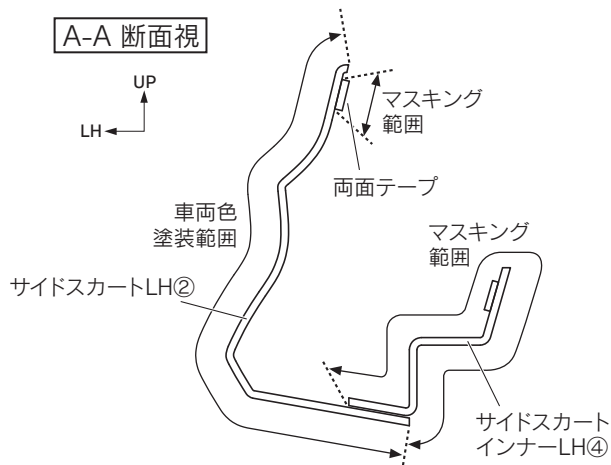 A-A 断面視
UP
LH
マスキング
範囲
両面テープ
車両色
塗装範囲
マスキング
範囲
サイドスカートLH②
サイドスカート
インナーLH④